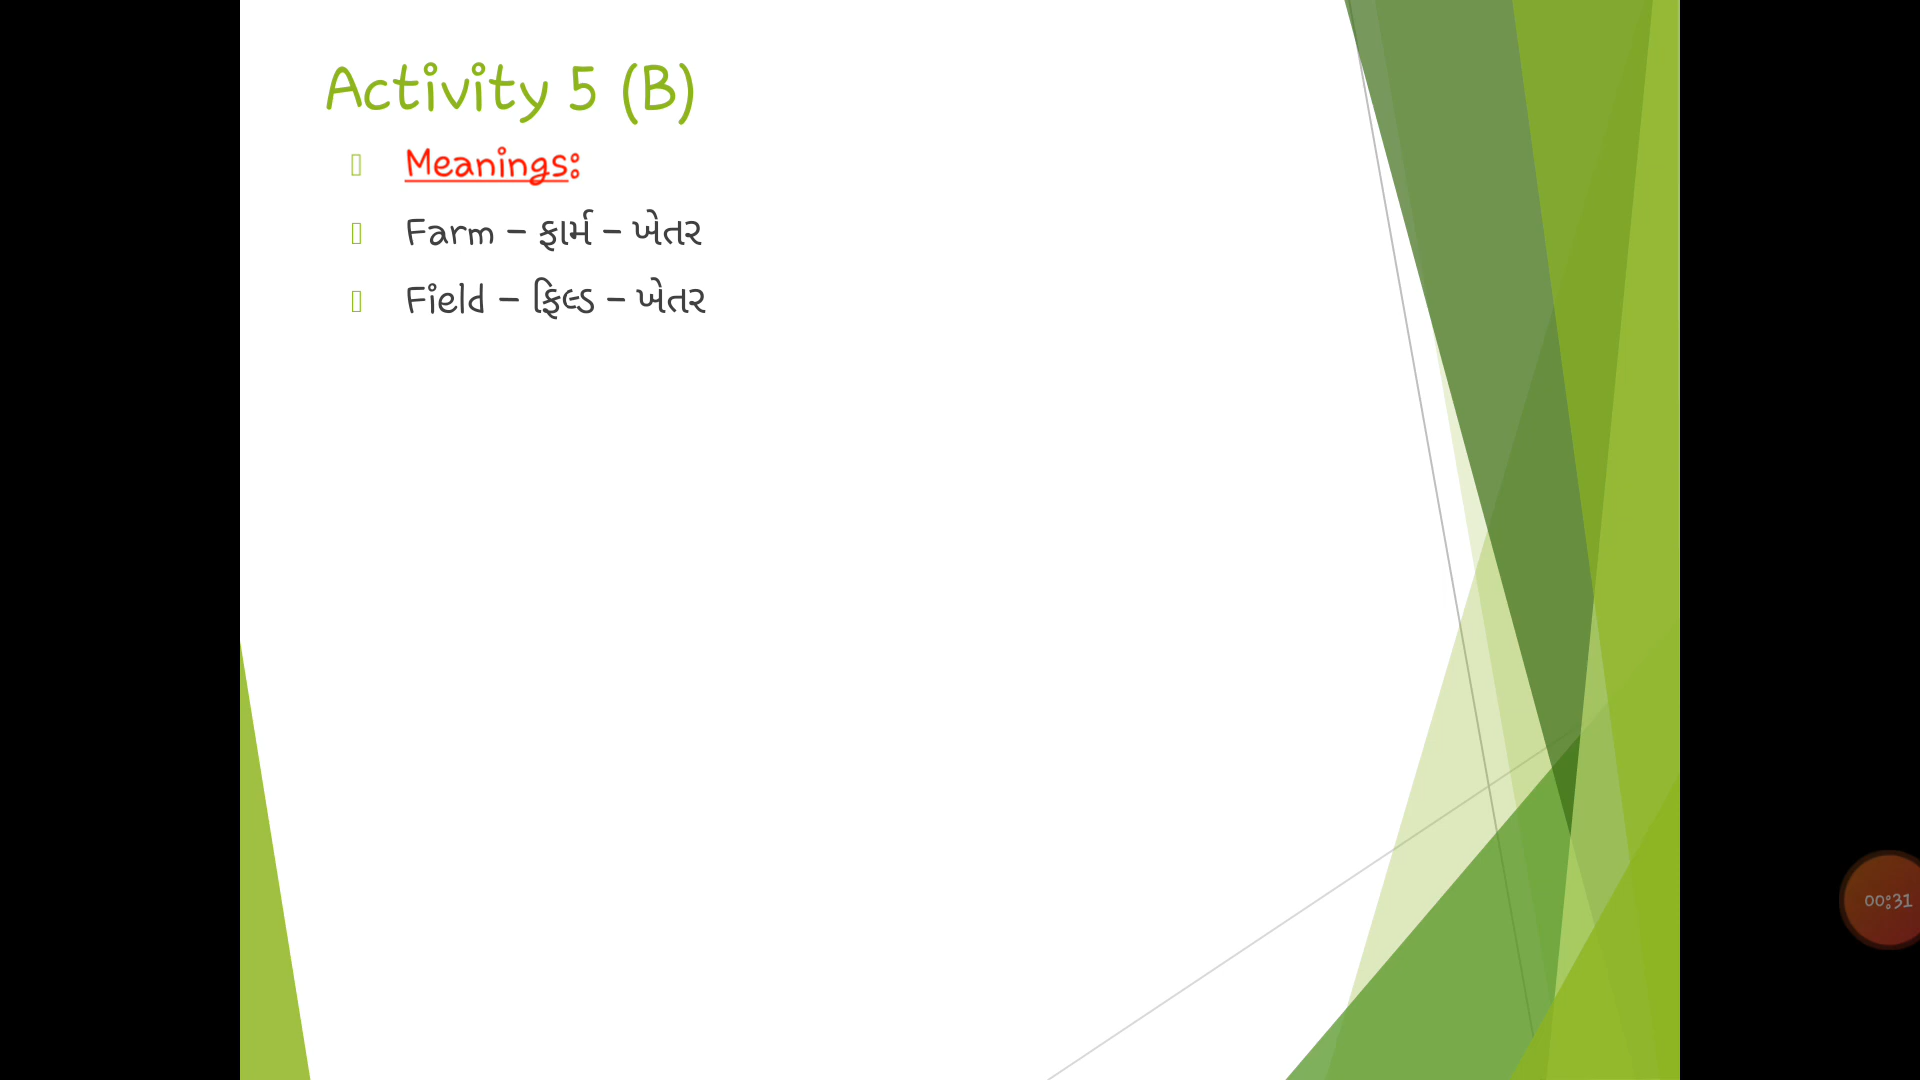 Activity 5 (B)
Meanings:
Farm – ફાર્મ – ખેતર
Field – ફિલ્ડ – ખેતર
00:31